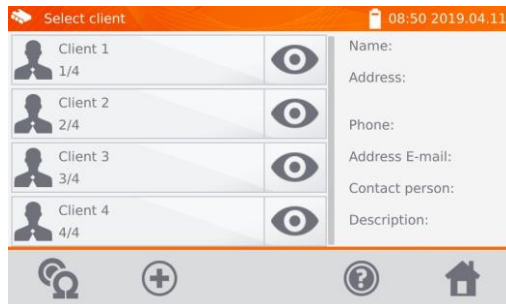 Select client
08:50 2019.04.11
Client 1
1/4
Client 2
2/4
Client 3
3/4
Client 4
4/4
Name:
Address:
Phone:
Address E-mail:
Contact person:
Description: